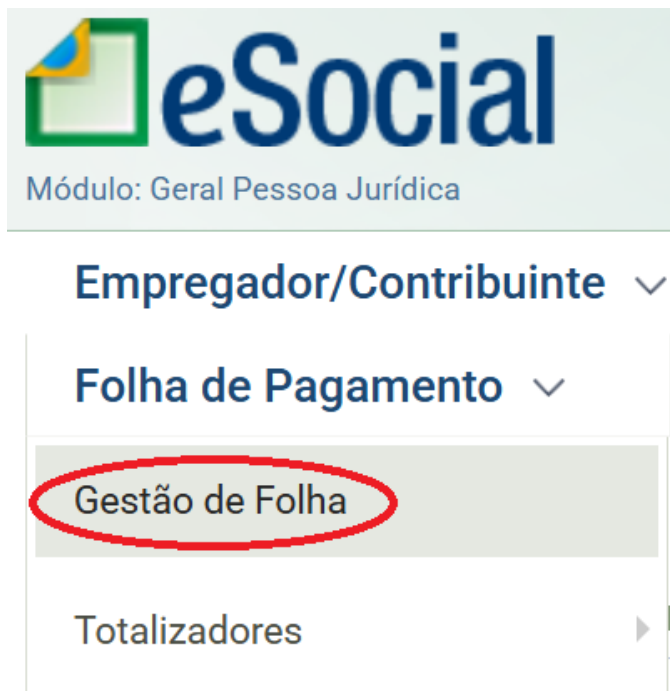 eSocial
Módulo: Geral Pessoa Jurídica
Empregador/Contribuinte
Folha de Pagamento
Gestão de Folha
Totalizadores